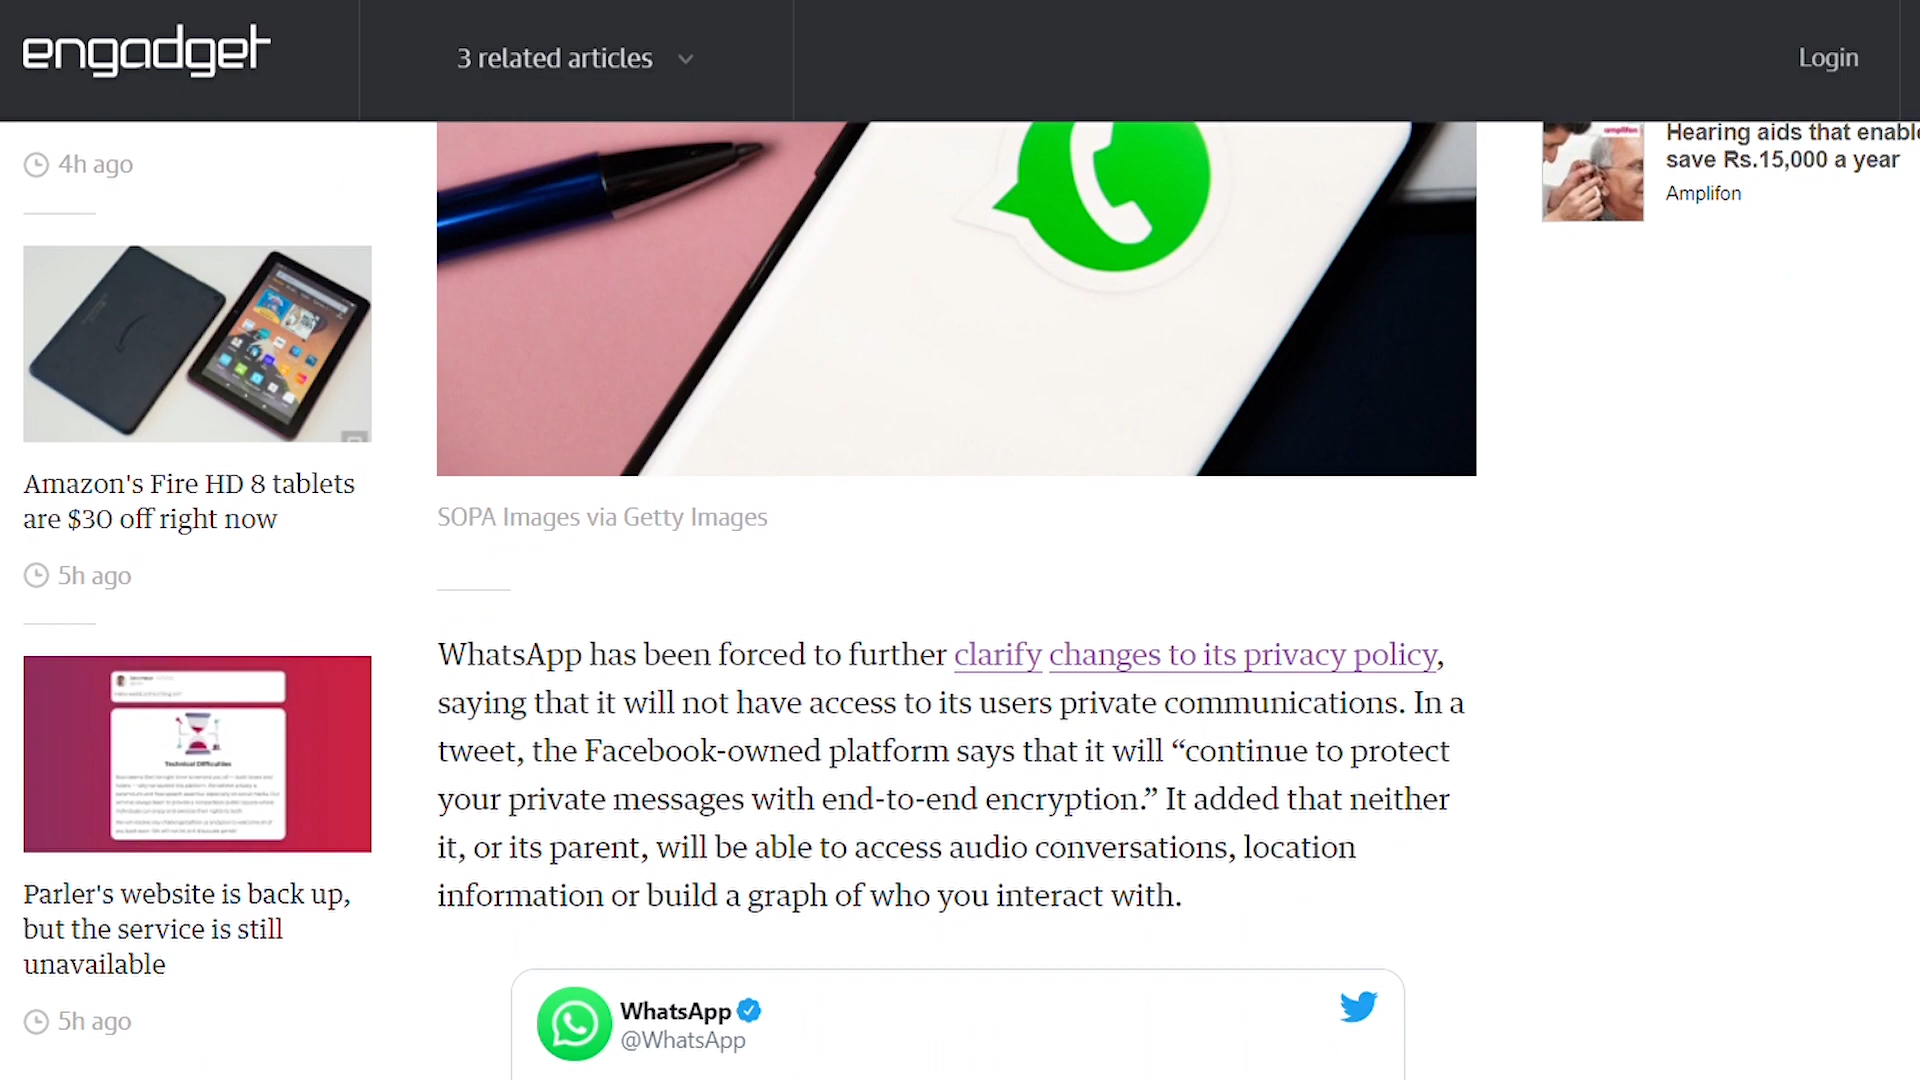 engadget
3 related articles
Login
4h ago
Amazon's Fire HD 8 tablets
are $30 off right now
5h ago
Technical Difficulties
Parler's website is back up,
but the service is still
unavailable
5h ago
SOPA Images via Getty Images
WhatsApp has been forced to further clarify changes to its privacy policy,
saying that it will not have access to its users private communications. In a
tweet, the Facebook-owned platform says that it will “continue to protect
your private messages with end-to-end encryption.” It added that neither
it, or its parent, will be able to access audio conversations, location
information or build a graph of who you interact with.
WhatsApp
@WhatsApp
amplifon
Hearing aids that enable
save Rs.15,000 a year
Amplifon